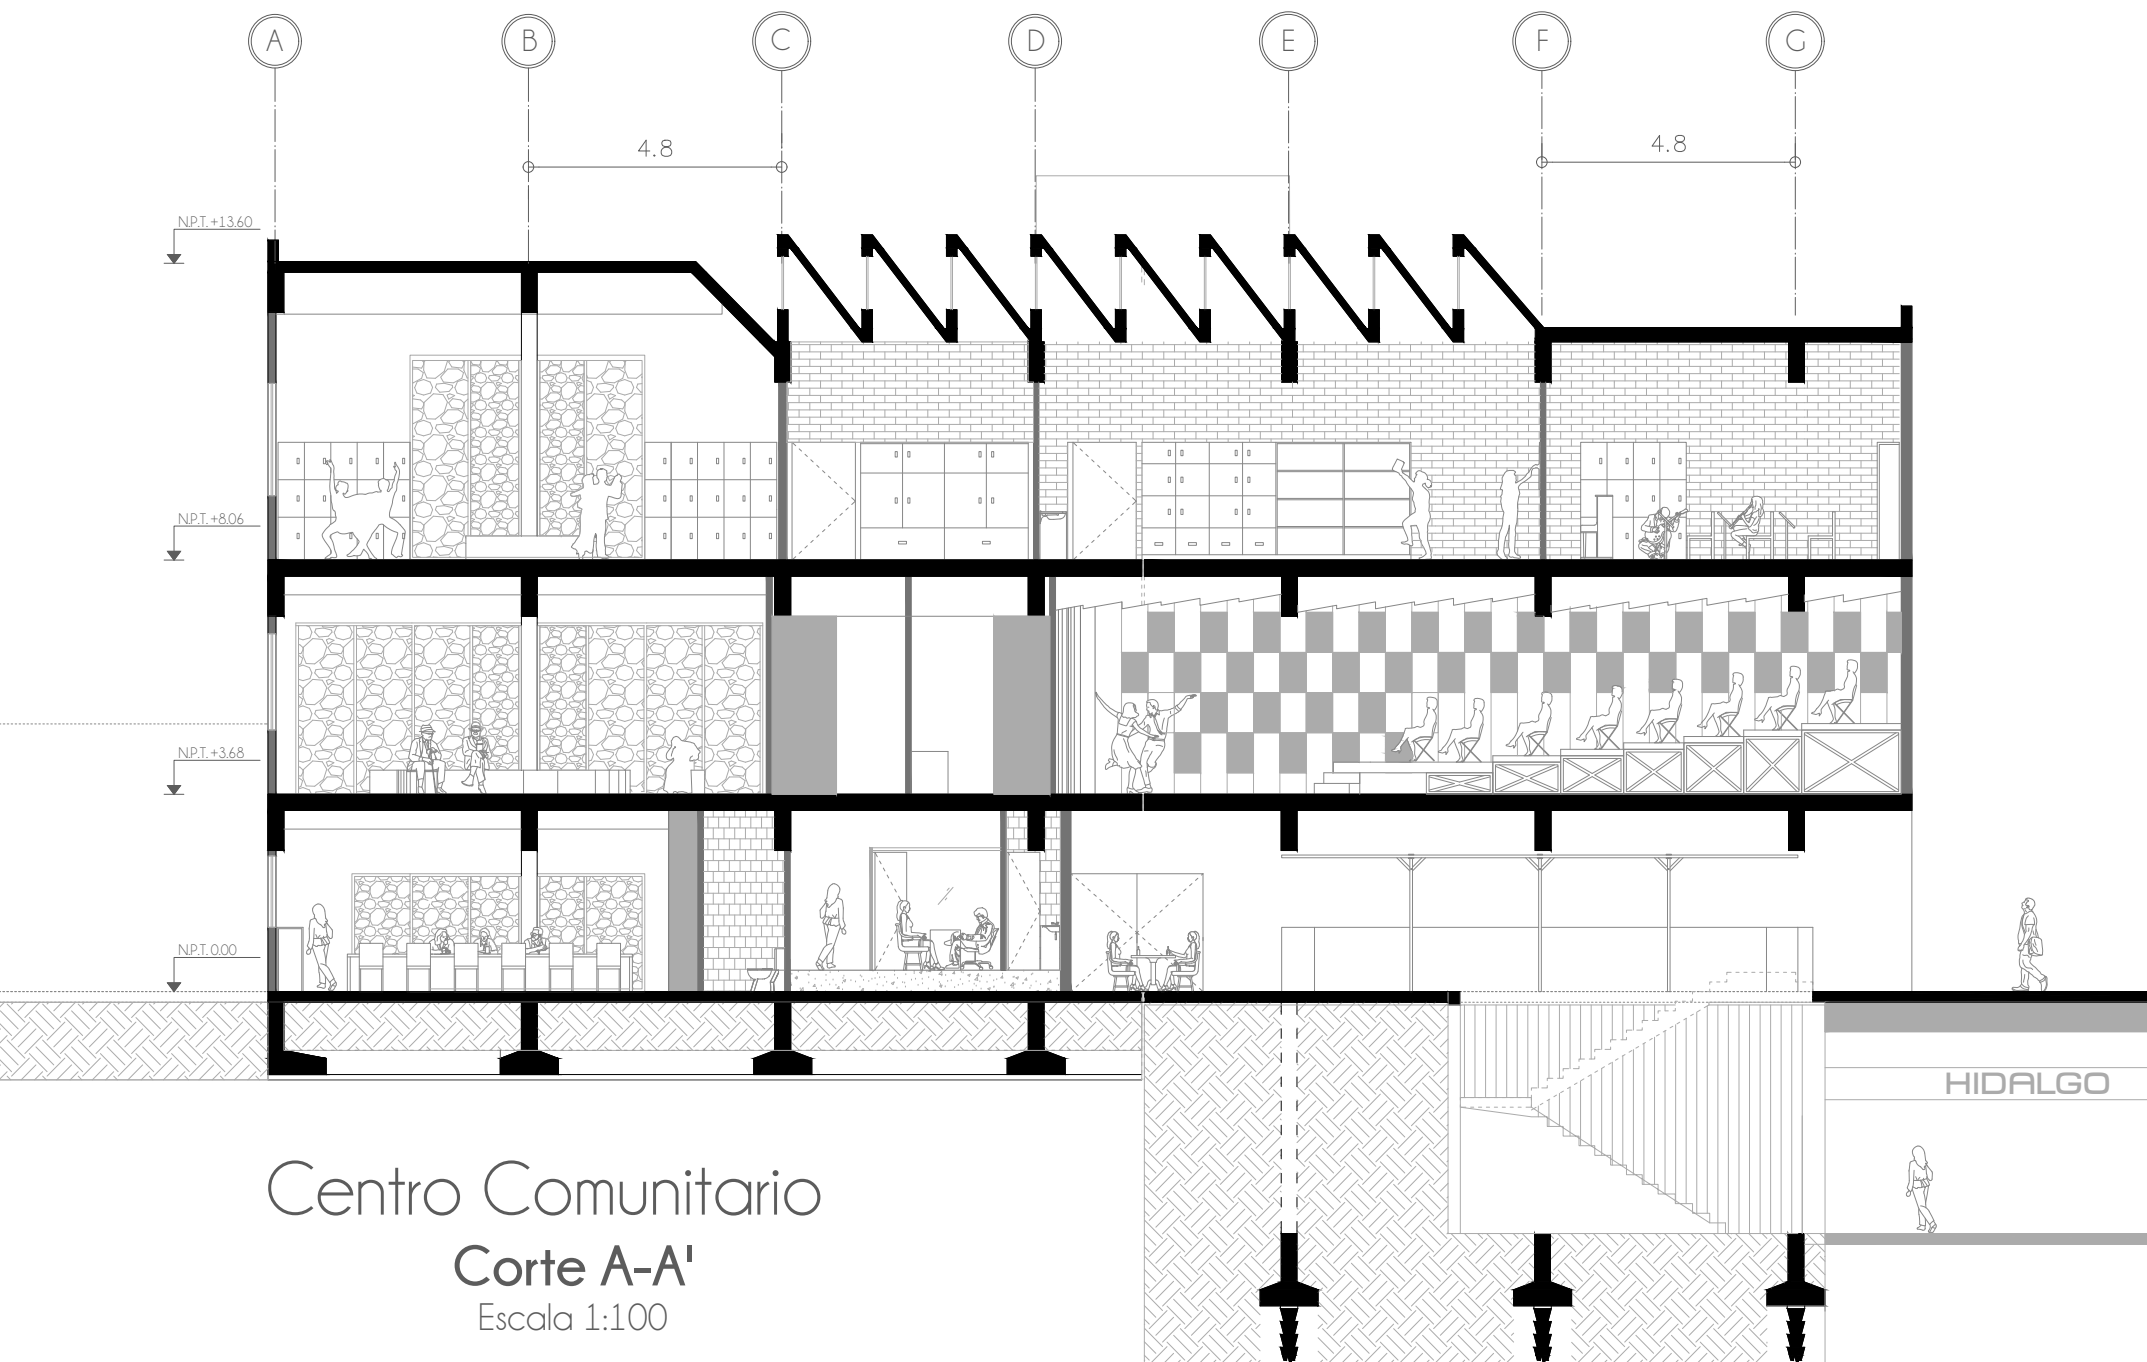 A B C D E F G
4.8 4.8
N.P.T. +13.60
N.P.T. +8.06
N.P.T. +3.68
N.P.T. 0.00
HIDALGO
Centro Comunitario
Corte A-A'
Escala 1:100